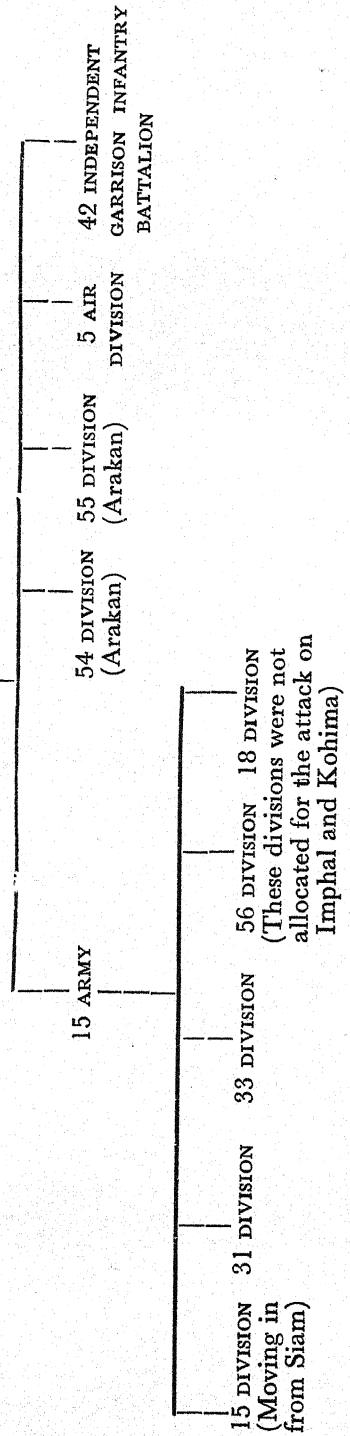 15 ARMY
54 DIVISION
(Arakan)
55 DIVISION
(Arakan)
5 AIR
DIVISION
42 INDEPENDENT
GARRISON INFANTRY
BATTALION
15 DIVISION
(Moving in
from Siam)
31 DIVISION
33 DIVISION
56 DIVISION 18 DIVISION
(These divisions were not
allocated for the attack on
Imphal and Kohima)